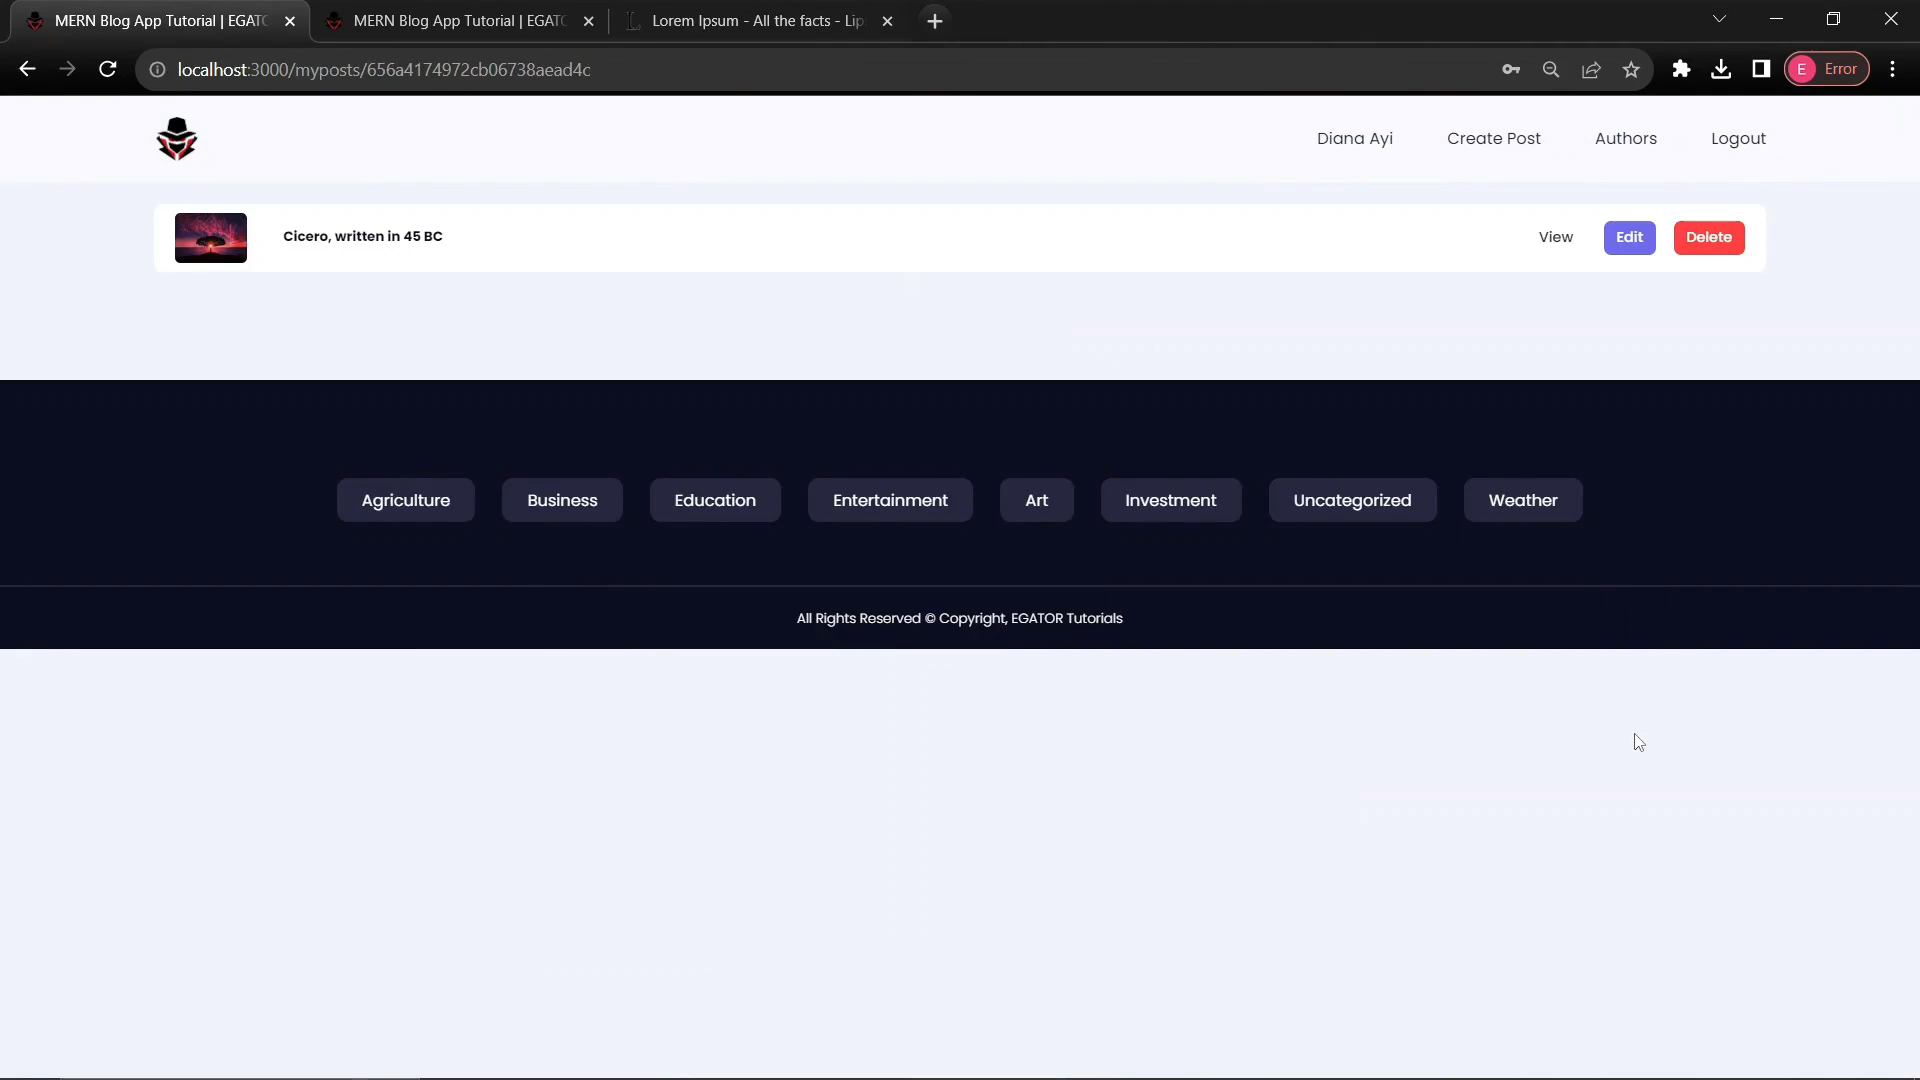 MERN Blog App Tutorial | EGATO
MERN Blog App Tutorial | EGATO
Lorem Ipsum - All the facts - Lip
localhost:3000/myposts/656a4174972cb06738aead4c
E
Error
Diana Ayi
Create Post
Authors
Logout
Cicero, written in 45 BC
View
Edit
Delete
Agriculture
Business
Education
Entertainment
Art
Investment
Uncategorized
Weather
All Rights Reserved © Copyright, EGATOR Tutorials